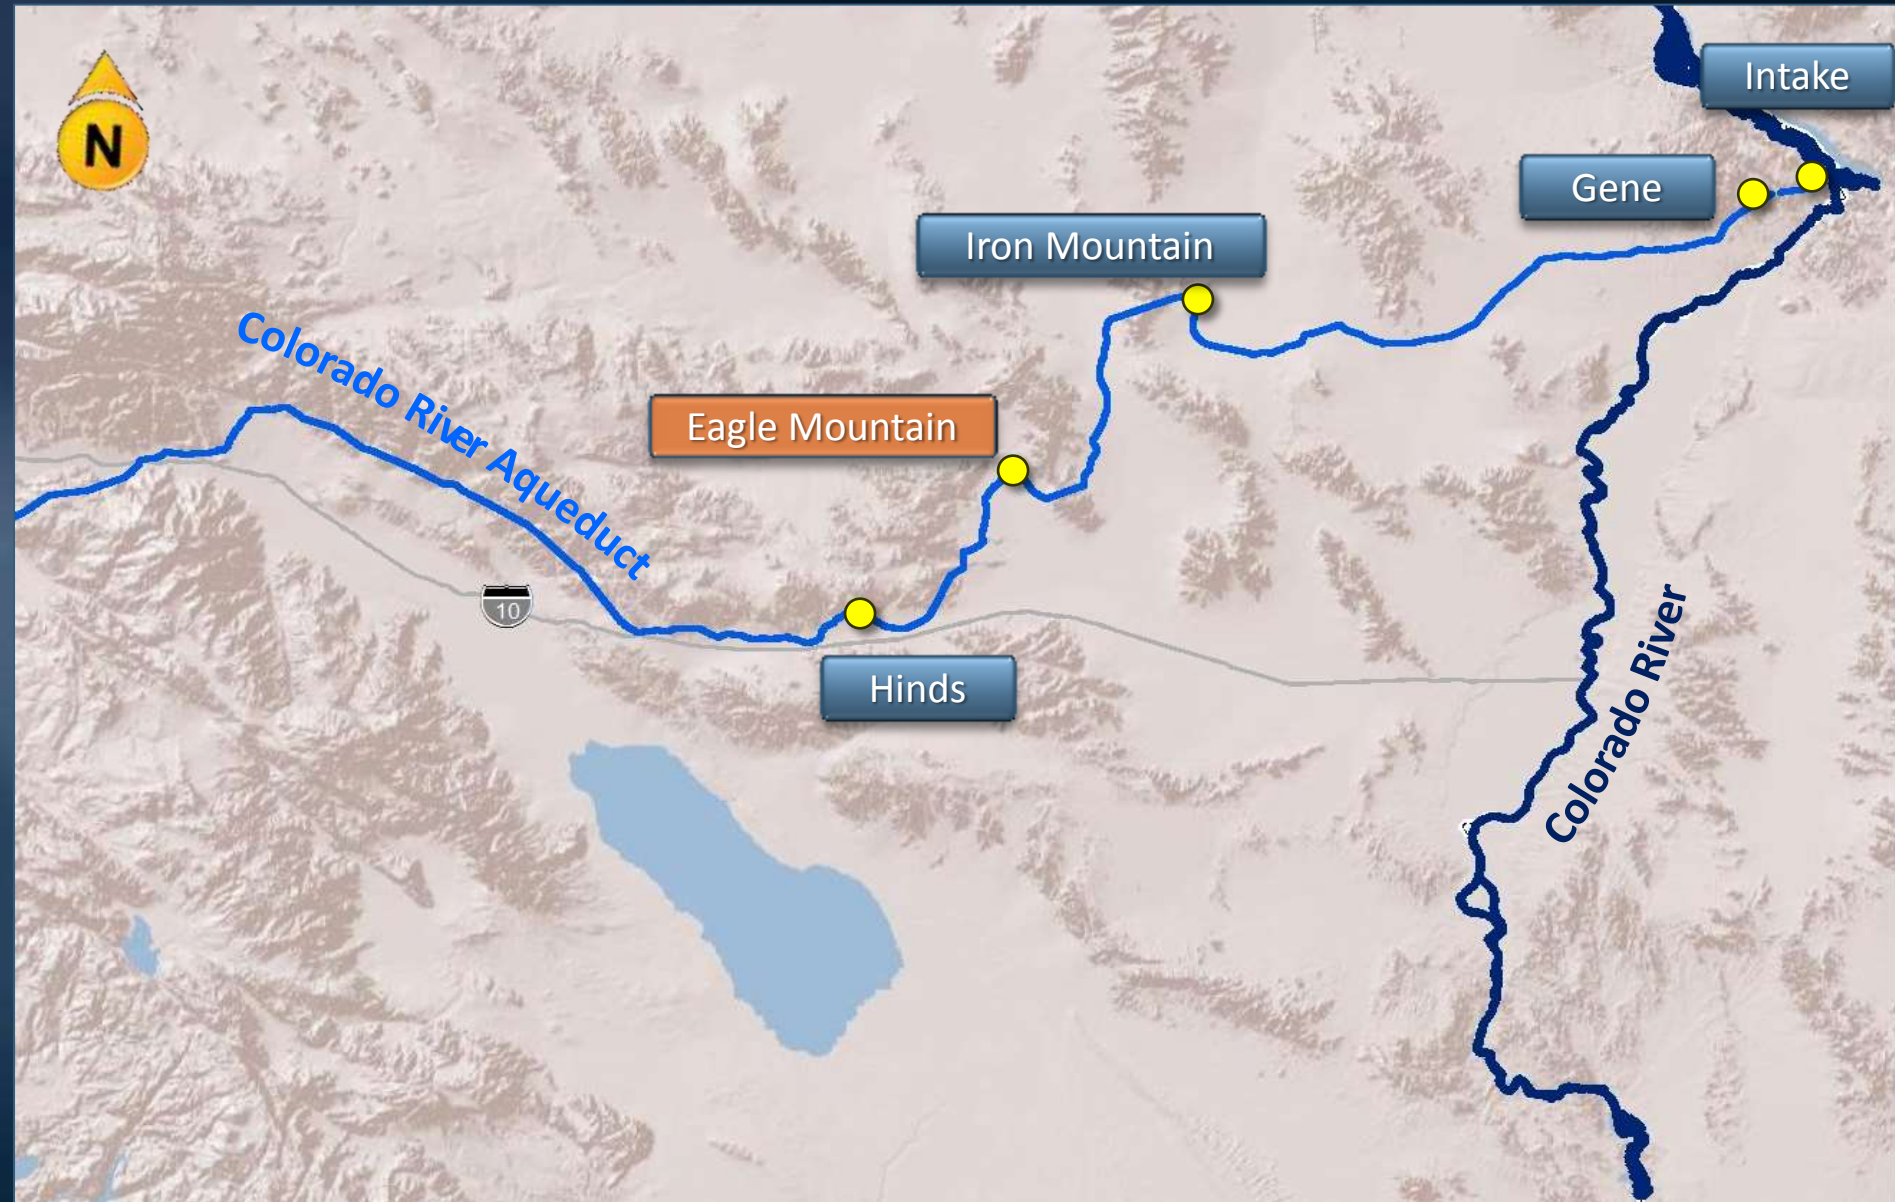 Intake
N
Gene
Iron Mountain
Colorado River Aqueduct
Eagle Mountain
10
Hinds
Colorado River